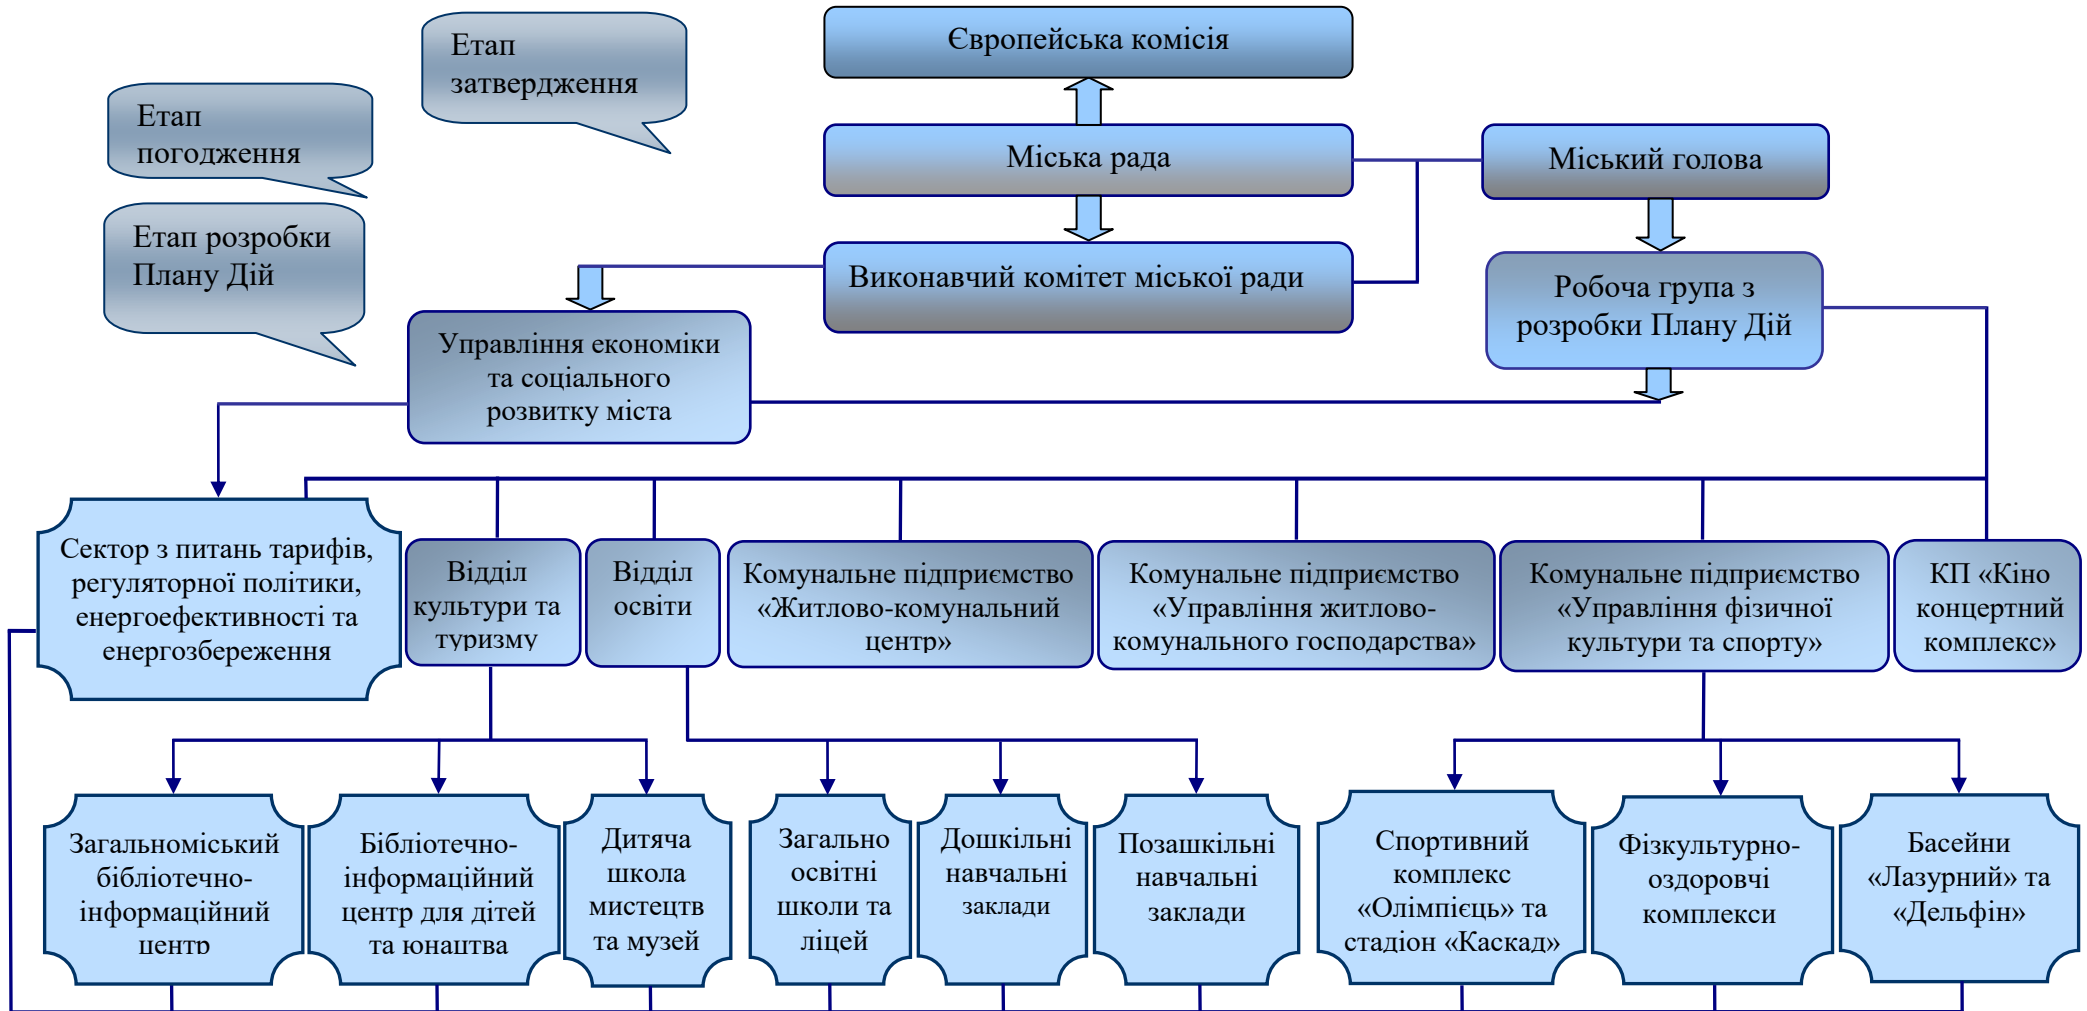 Європейська комісія
Етап
затвердження
Етап
погодження
Міська рада
Міський голова
Етап розробки
Плану Дій
Виконавчий комітет міської ради
Робоча група з
розробки Плану Дій
Управління економіки
та соціального
розвитку міста
Сектор з питань тарифів,
регуляторної політики,
енергоефективності та
енергозбереження
Відділ
культури та
туризму
Відділ
освіти
Комунальне підприємство
«Житлово-комунальний
центр»
Комунальне підприємство
«Управління житлово-
комунального господарства»
Комунальне підприємство
«Управління фізичної
культури та спорту»
КП «Кіно
концертний
комплекс»
Загальноміський
бібліотечно-
інформаційний
центр
Бібліотечно-
інформаційний
центр для дітей
та юнацтва
Дитяча
школа
мистецтв
та музей
Загально
освітні
школи та
ліцей
Дошкільні
навчальні
заклади
Позашкільні
навчальні
заклади
Спортивний
комплекс
«Олімпієць» та
стадіон «Каскад»
Фізкультурно-
оздоровчі
комплекси
Басейни
«Лазурний» та
«Дельфін»